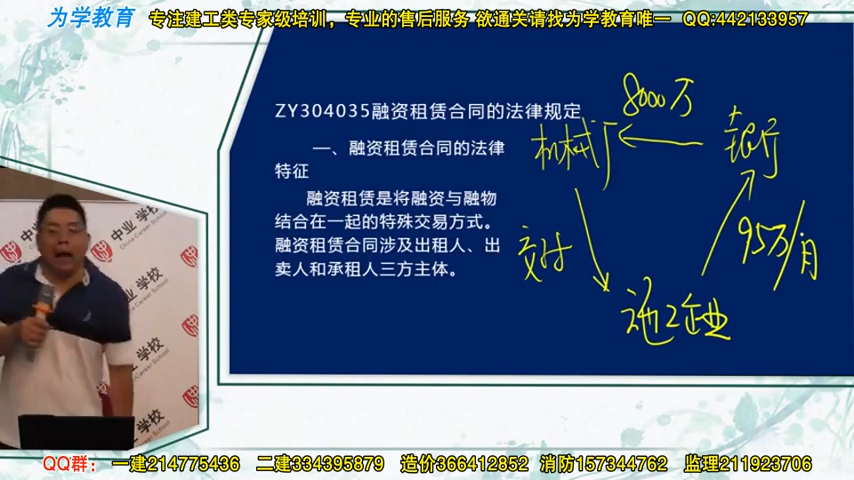 为学教育 专注建工类专家级培训，专业的售后服务 欲通关请找为学教育唯一 QQ:442133957
ZY304035融资租赁合同的法律规定
一、融资租赁合同的法律
特征
融资租赁是将融资与融物
结合在一起的特殊交易方式。
融资租赁合同涉及出租人、出
卖人和承租人三方主体。
8000万
机械厂
银行
交付
95万/月
施工企业
中业 学校
China Career School
中业 学校
QQ群： 一建214775436 二建334395879 造价366412852 消防157344762 监理211923706